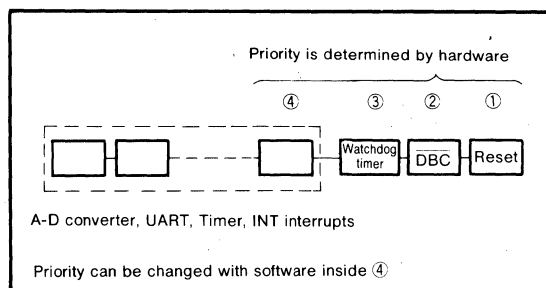 Priority is determined by hardware
④ ③ ② ①
Watchdog
timer
D̅B̅C̅
Reset
A-D converter, UART, Timer, INT interrupts
Priority can be changed with software inside ④